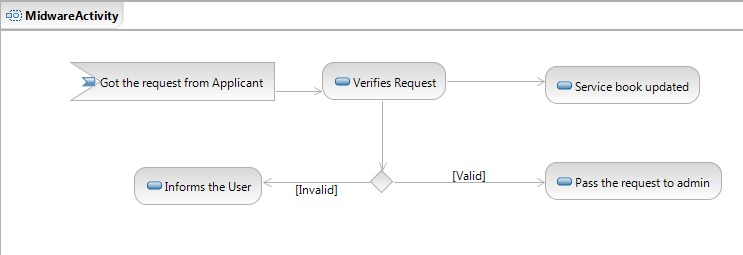 MidwareActivity
Got the request from Applicant
Verifies Request
Service book updated
Informs the User
[Invalid]
[Valid]
Pass the request to admin